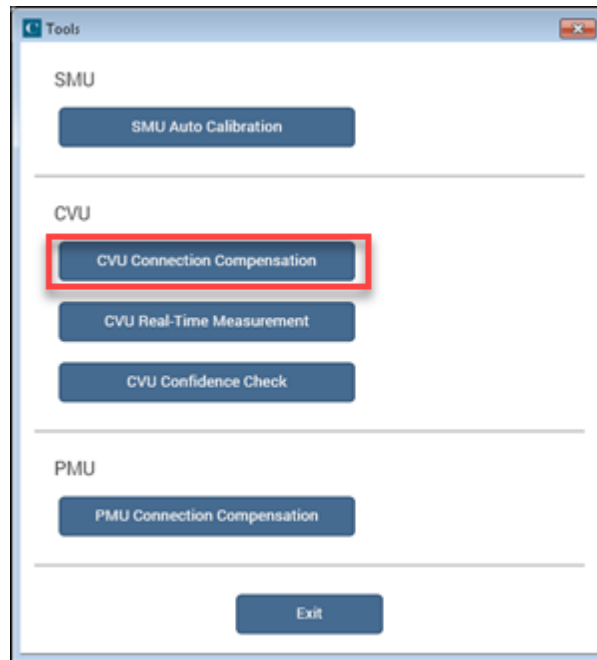 Tools
SMU
SMU Auto Calibration
CVU
CVU Connection Compensation
CVU Real-Time Measurement
CVU Confidence Check
PMU
PMU Connection Compensation
Exit